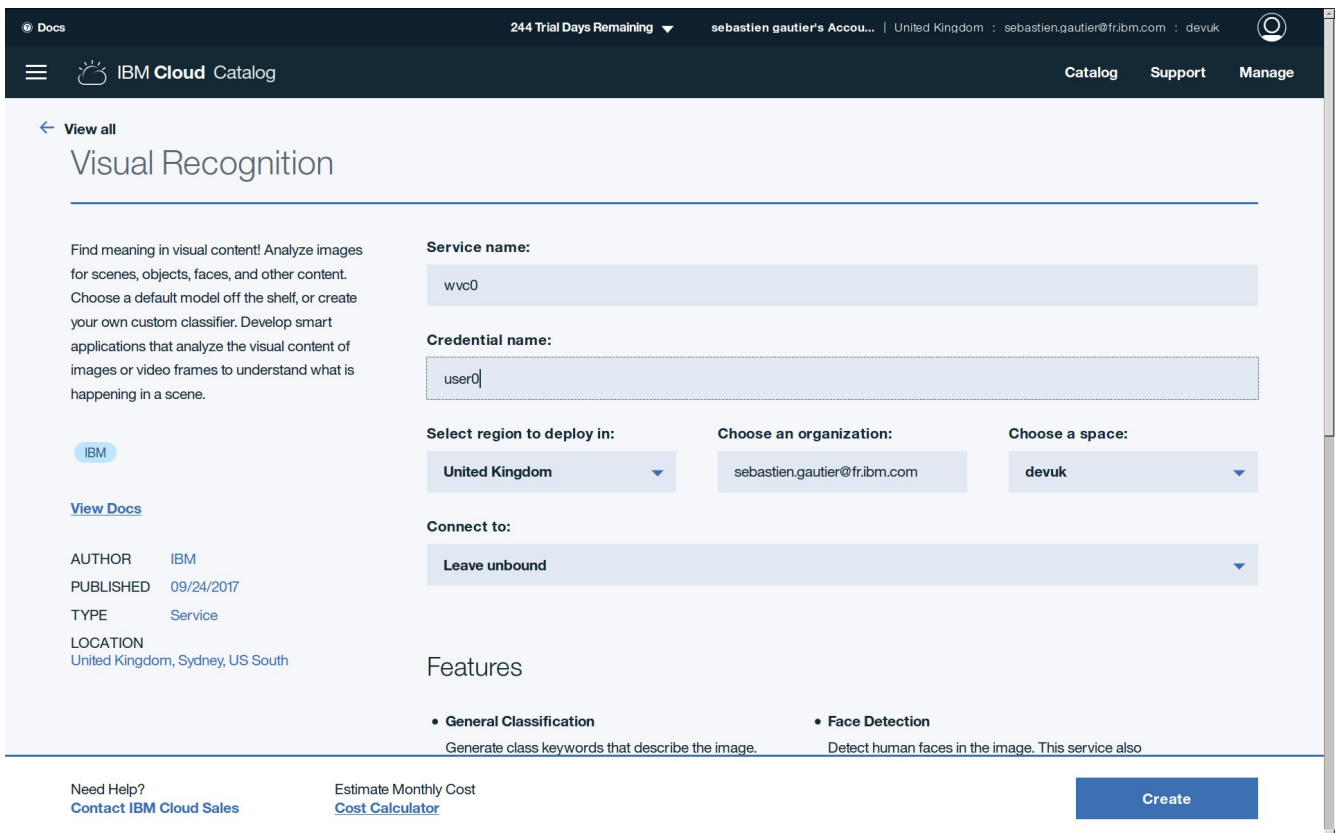 Docs
244 Trial Days Remaining
sebastien gautier's Accou... | United Kingdom : sebastien.gautier@fr.ibm.com : devuk
IBM Cloud Catalog
Catalog Support Manage
View all
Visual Recognition
Find meaning in visual content! Analyze images
for scenes, objects, faces, and other content.
Choose a default model off the shelf, or create
your own custom classifier. Develop smart
applications that analyze the visual content of
images or video frames to understand what is
happening in a scene.
IBM
View Docs
AUTHOR IBM
PUBLISHED 09/24/2017
TYPE Service
LOCATION
United Kingdom, Sydney, US South
Service name:
wvc0
Credential name:
user0
Select region to deploy in:
United Kingdom
Choose an organization:
sebastien.gautier@fr.ibm.com
Choose a space:
devuk
Connect to:
Leave unbound
Features
• General Classification
Generate class keywords that describe the image.
• Face Detection
Detect human faces in the image. This service also
Need Help?
Contact IBM Cloud Sales
Estimate Monthly Cost
Cost Calculator
Create